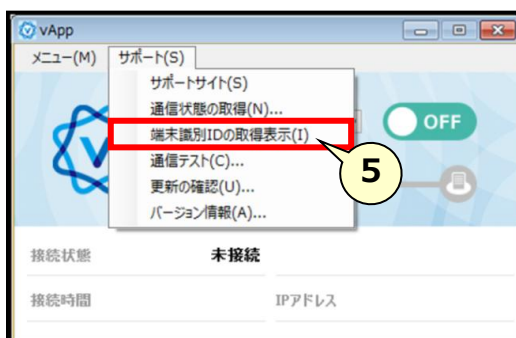 vApp
メニュー(M) サポート(S)
サポートサイト(S)
通信状態の取得(N)...
端末識別IDの取得表示(I)
通信テスト(C)...
更新の確認(U)...
バージョン情報(A)...
OFF
5
接続状態 未接続
接続時間 IPアドレス